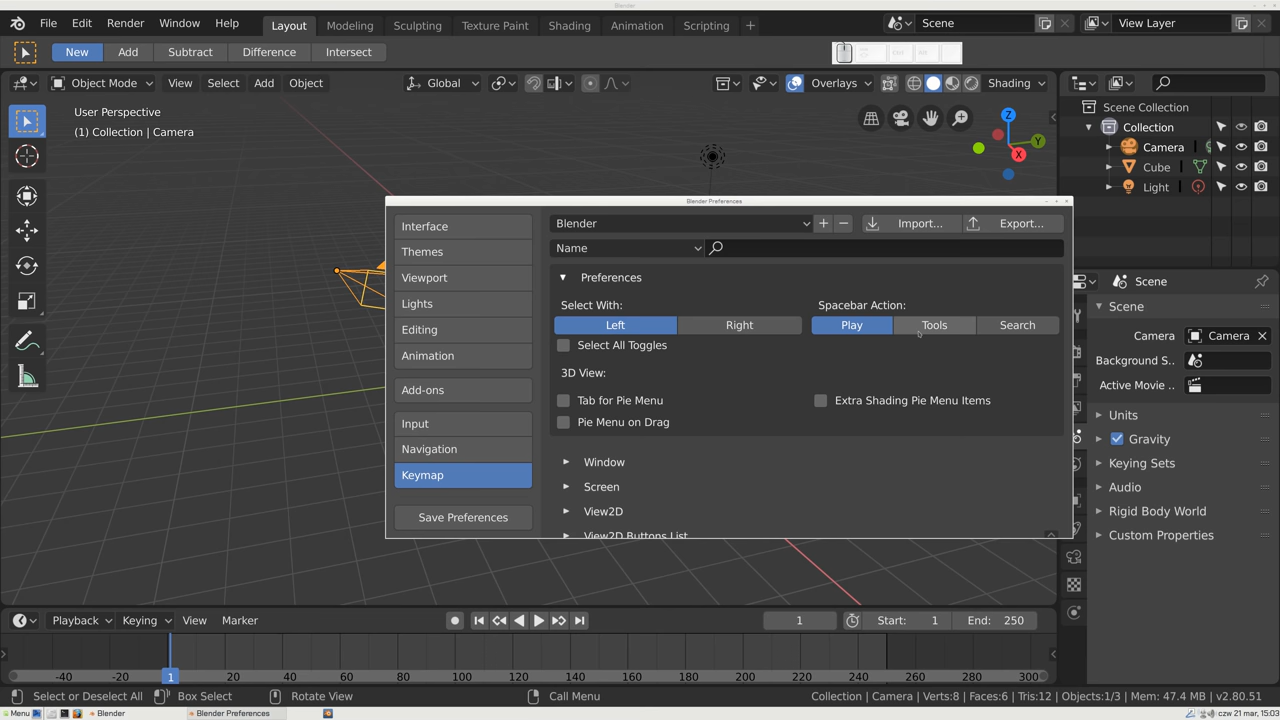 Blender
File Edit Render Window Help Layout Modeling Sculpting Texture Paint Shading Animation Scripting + Scene View Layer
New Add Subtract Difference Intersect
Object Mode View Select Add Object Global Overlays Shading
User Perspective
(1) Collection | Camera
Z
Y
X
Scene Collection
Collection
Camera
Cube
Light
Blender Preferences
Interface
Themes
Viewport
Lights
Editing
Animation
Add-ons
Input
Navigation
Keymap
Save Preferences
Blender + − Import... Export...
Name
Preferences
Select With: Spacebar Action:
Left Right Play Tools Search
Select All Toggles
3D View:
Tab for Pie Menu Extra Shading Pie Menu Items
Pie Menu on Drag
Window
Screen
View2D
View2D Buttons List
Scene
Scene
Camera Camera
Background S..
Active Movie ..
Units
Gravity
Keying Sets
Audio
Rigid Body World
Custom Properties
Playback Keying View Marker 1 Start: 1 End: 250
-40 -20 1 20 40 60 80 100 120 140 160 180 200 220 240 260 280 300
Select or Deselect All Box Select Rotate View Call Menu Collection | Camera | Verts:8 | Faces:6 | Tris:12 | Objects:1/3 | Mem: 47.4 MB | v2.80.51
Menu Blender Blender Preferences czw 21 mar, 15:03